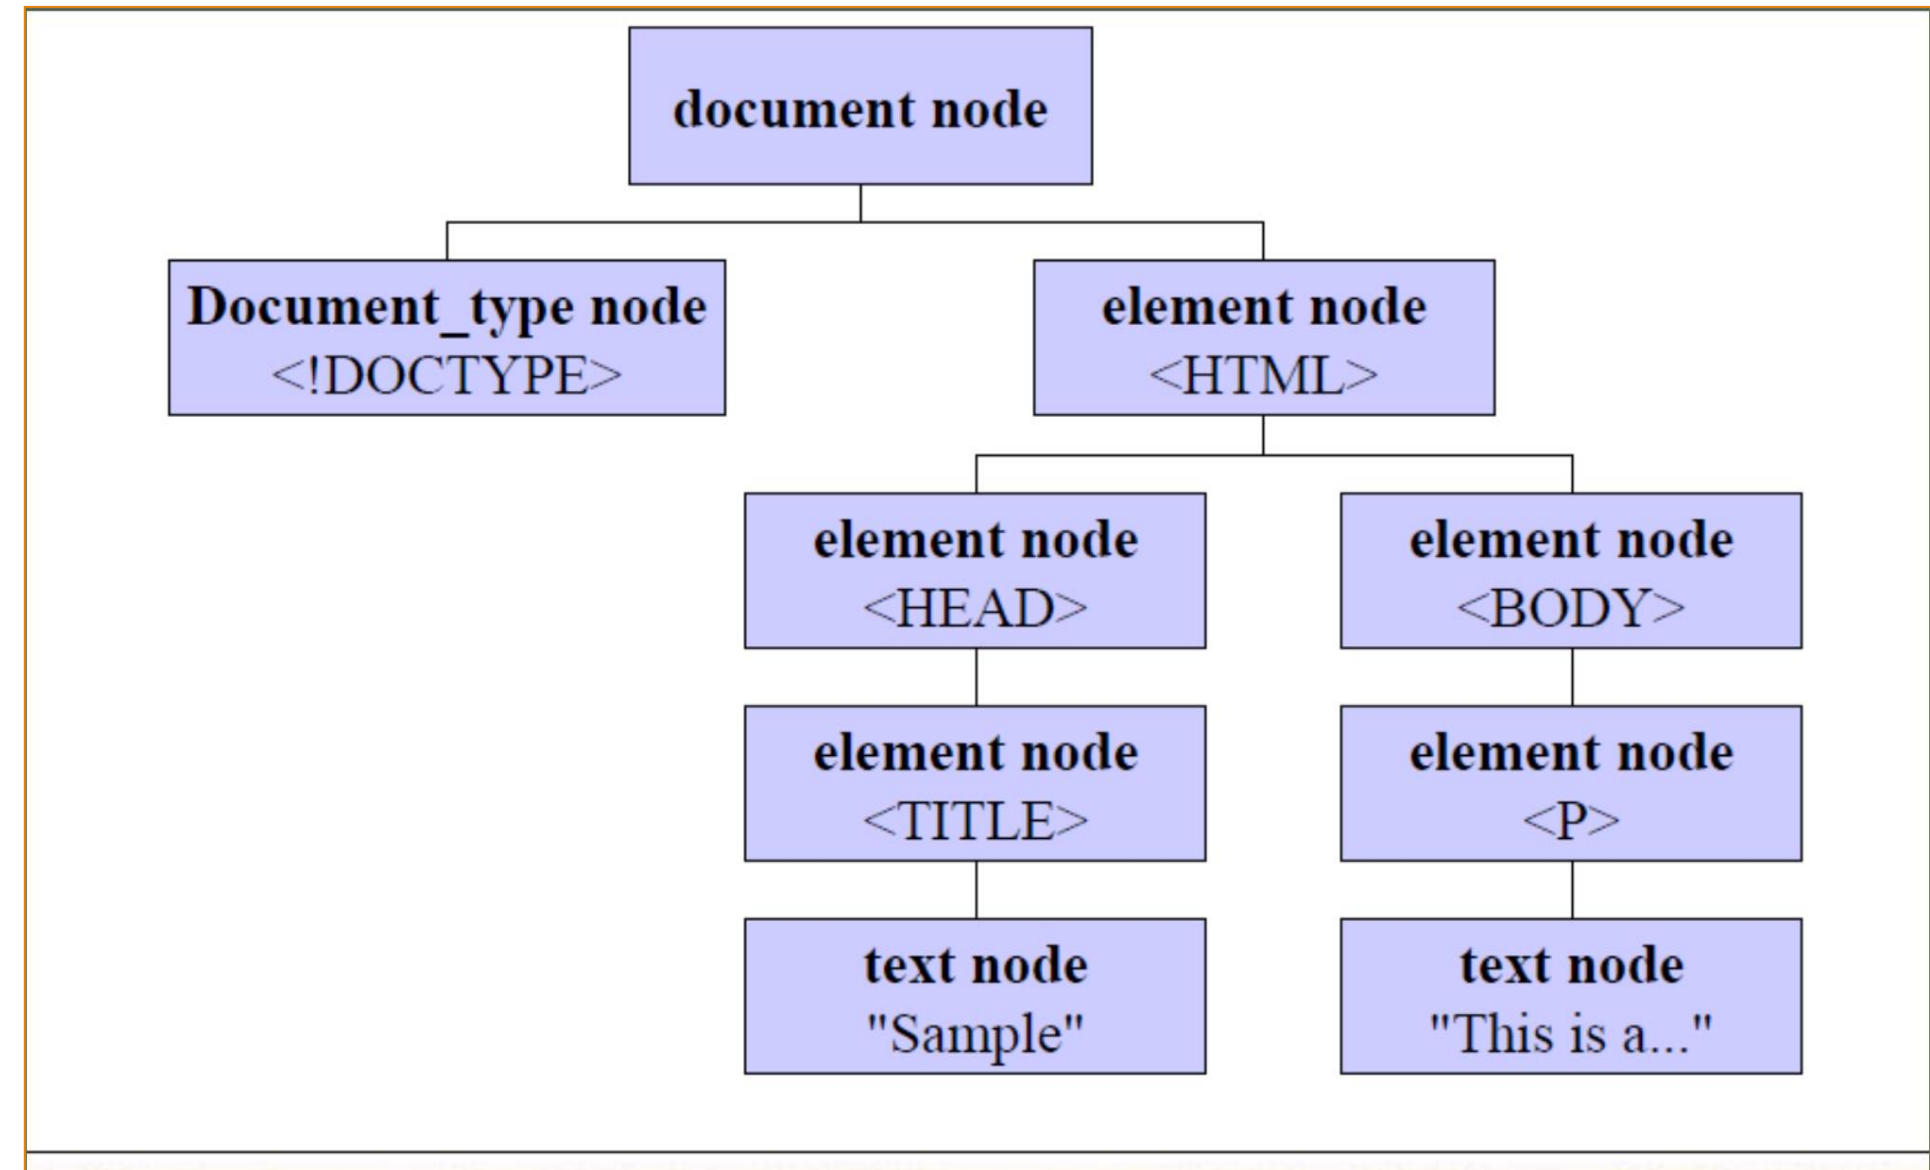 document node
Document_type node
<!DOCTYPE>
element node
<HTML>
element node
<HEAD>
element node
<BODY>
element node
<TITLE>
element node
<P>
text node
"Sample"
text node
"This is a..."